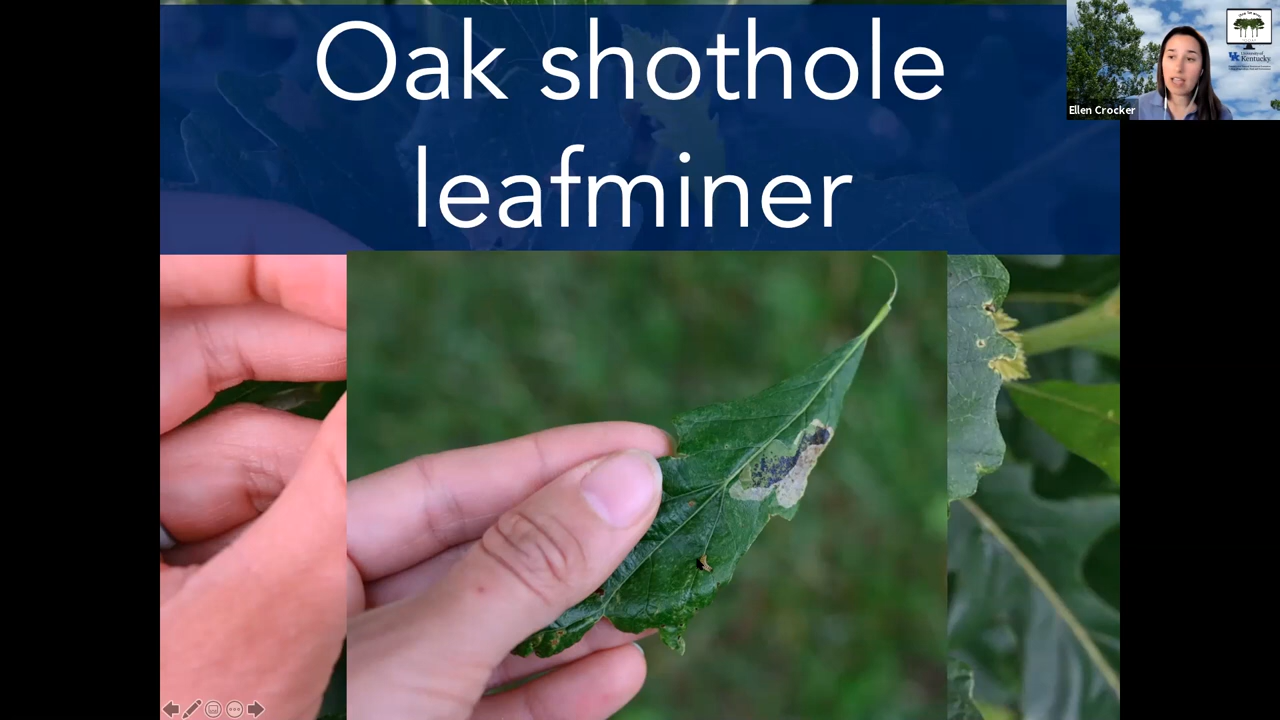 Oak shothole
leafminer
Ellen Crocker
University of
Kentucky